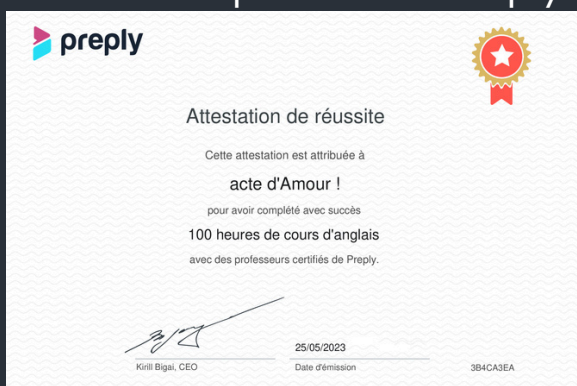 preply
Attestation de réussite
Cette attestation est attribuée à
acte d'Amour !
pour avoir complété avec succès
100 heures de cours d'anglais
avec des professeurs certifiés de Preply.
25/05/2023
Kirill Bigai, CEO
Date d'émission
3B4CA3EA